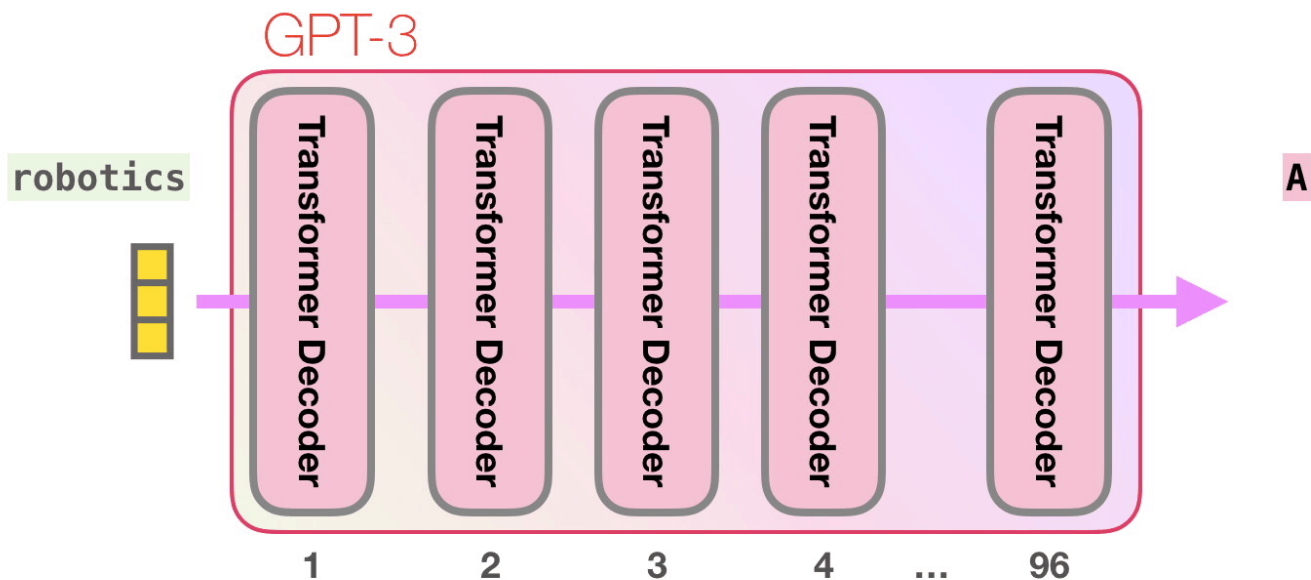 GPT-3
robotics
A
Transformer Decoder
Transformer Decoder
Transformer Decoder
Transformer Decoder
Transformer Decoder
1 2 3 4 ... 96